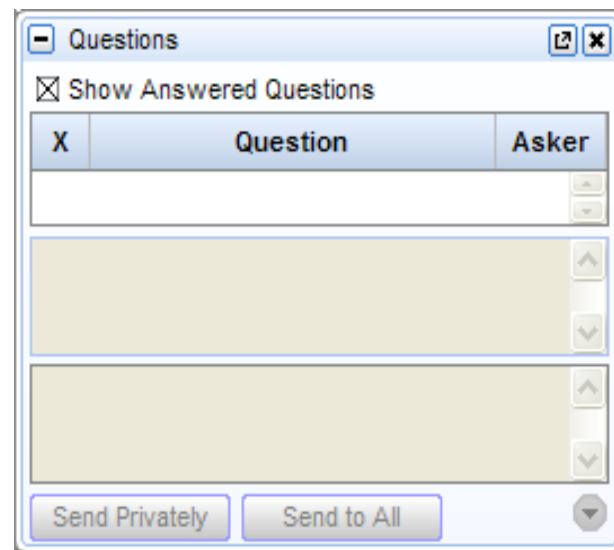 Questions
Show Answered Questions
X Question Asker
Send Privately Send to All